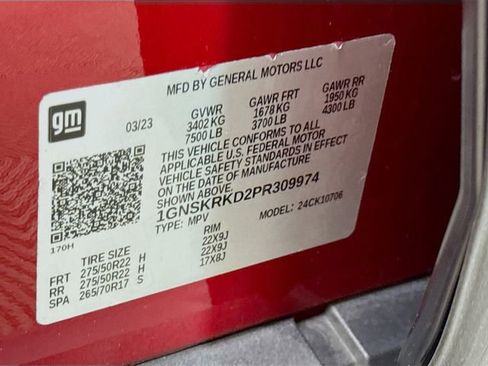 MFD BY GENERAL MOTORS LLC
gm
03/23
GVWR GAWR FRT GAWR RR
3402 KG 1678 KG 1950 KG
7500 LB 3700 LB 4300 LB
THIS VEHICLE CONFORMS TO ALL
APPLICABLE U.S. FEDERAL MOTOR
VEHICLE SAFETY STANDARDS IN EFFECT
ON THE DATE OF MANUFACTURE
SHOWN ABOVE.
1GNSKRKD2PR309974
TYPE: MPV MODEL: 24CK10706
170H
TIRE SIZE RIM
FRT 275/50R22 H 22X9J
RR 275/50R22 H 22X9J
SPA 265/70R17 S 17X8J